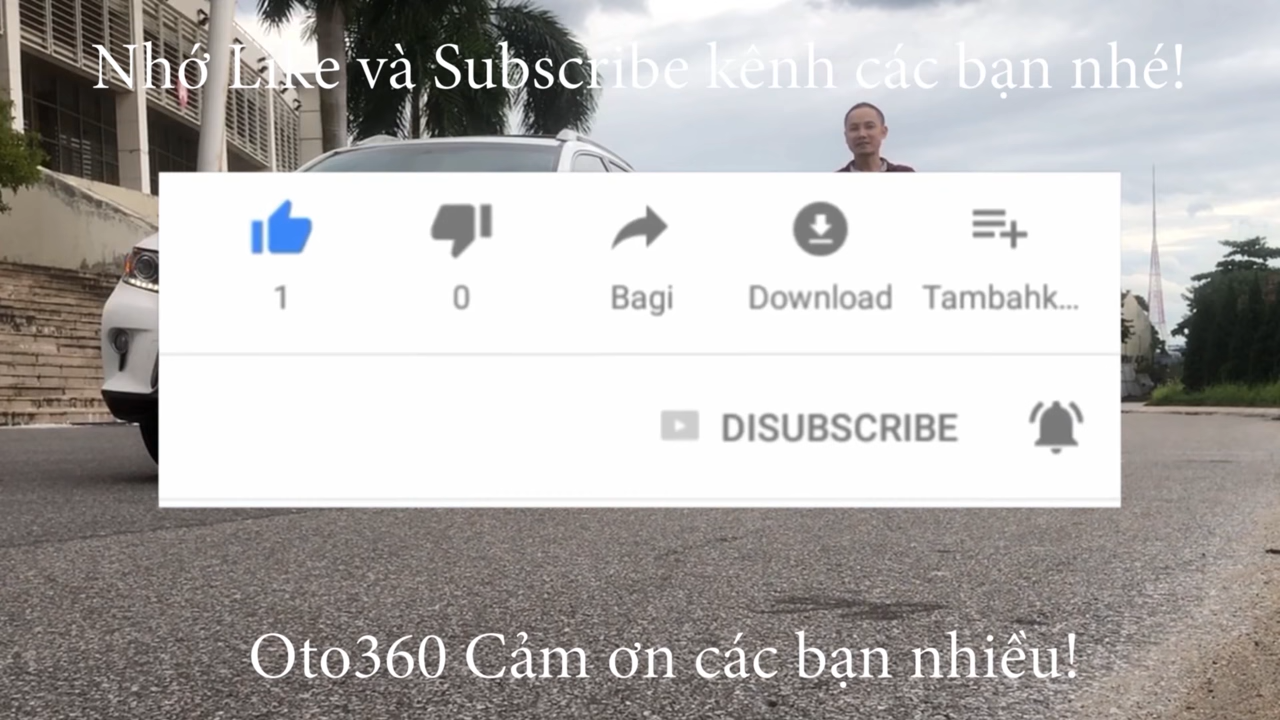 Nhớ Like và Subscribe kênh các bạn nhé!
1 0 Bagi Download Tambahk...
DISUBSCRIBE
Oto360 Cảm ơn các bạn nhiều!